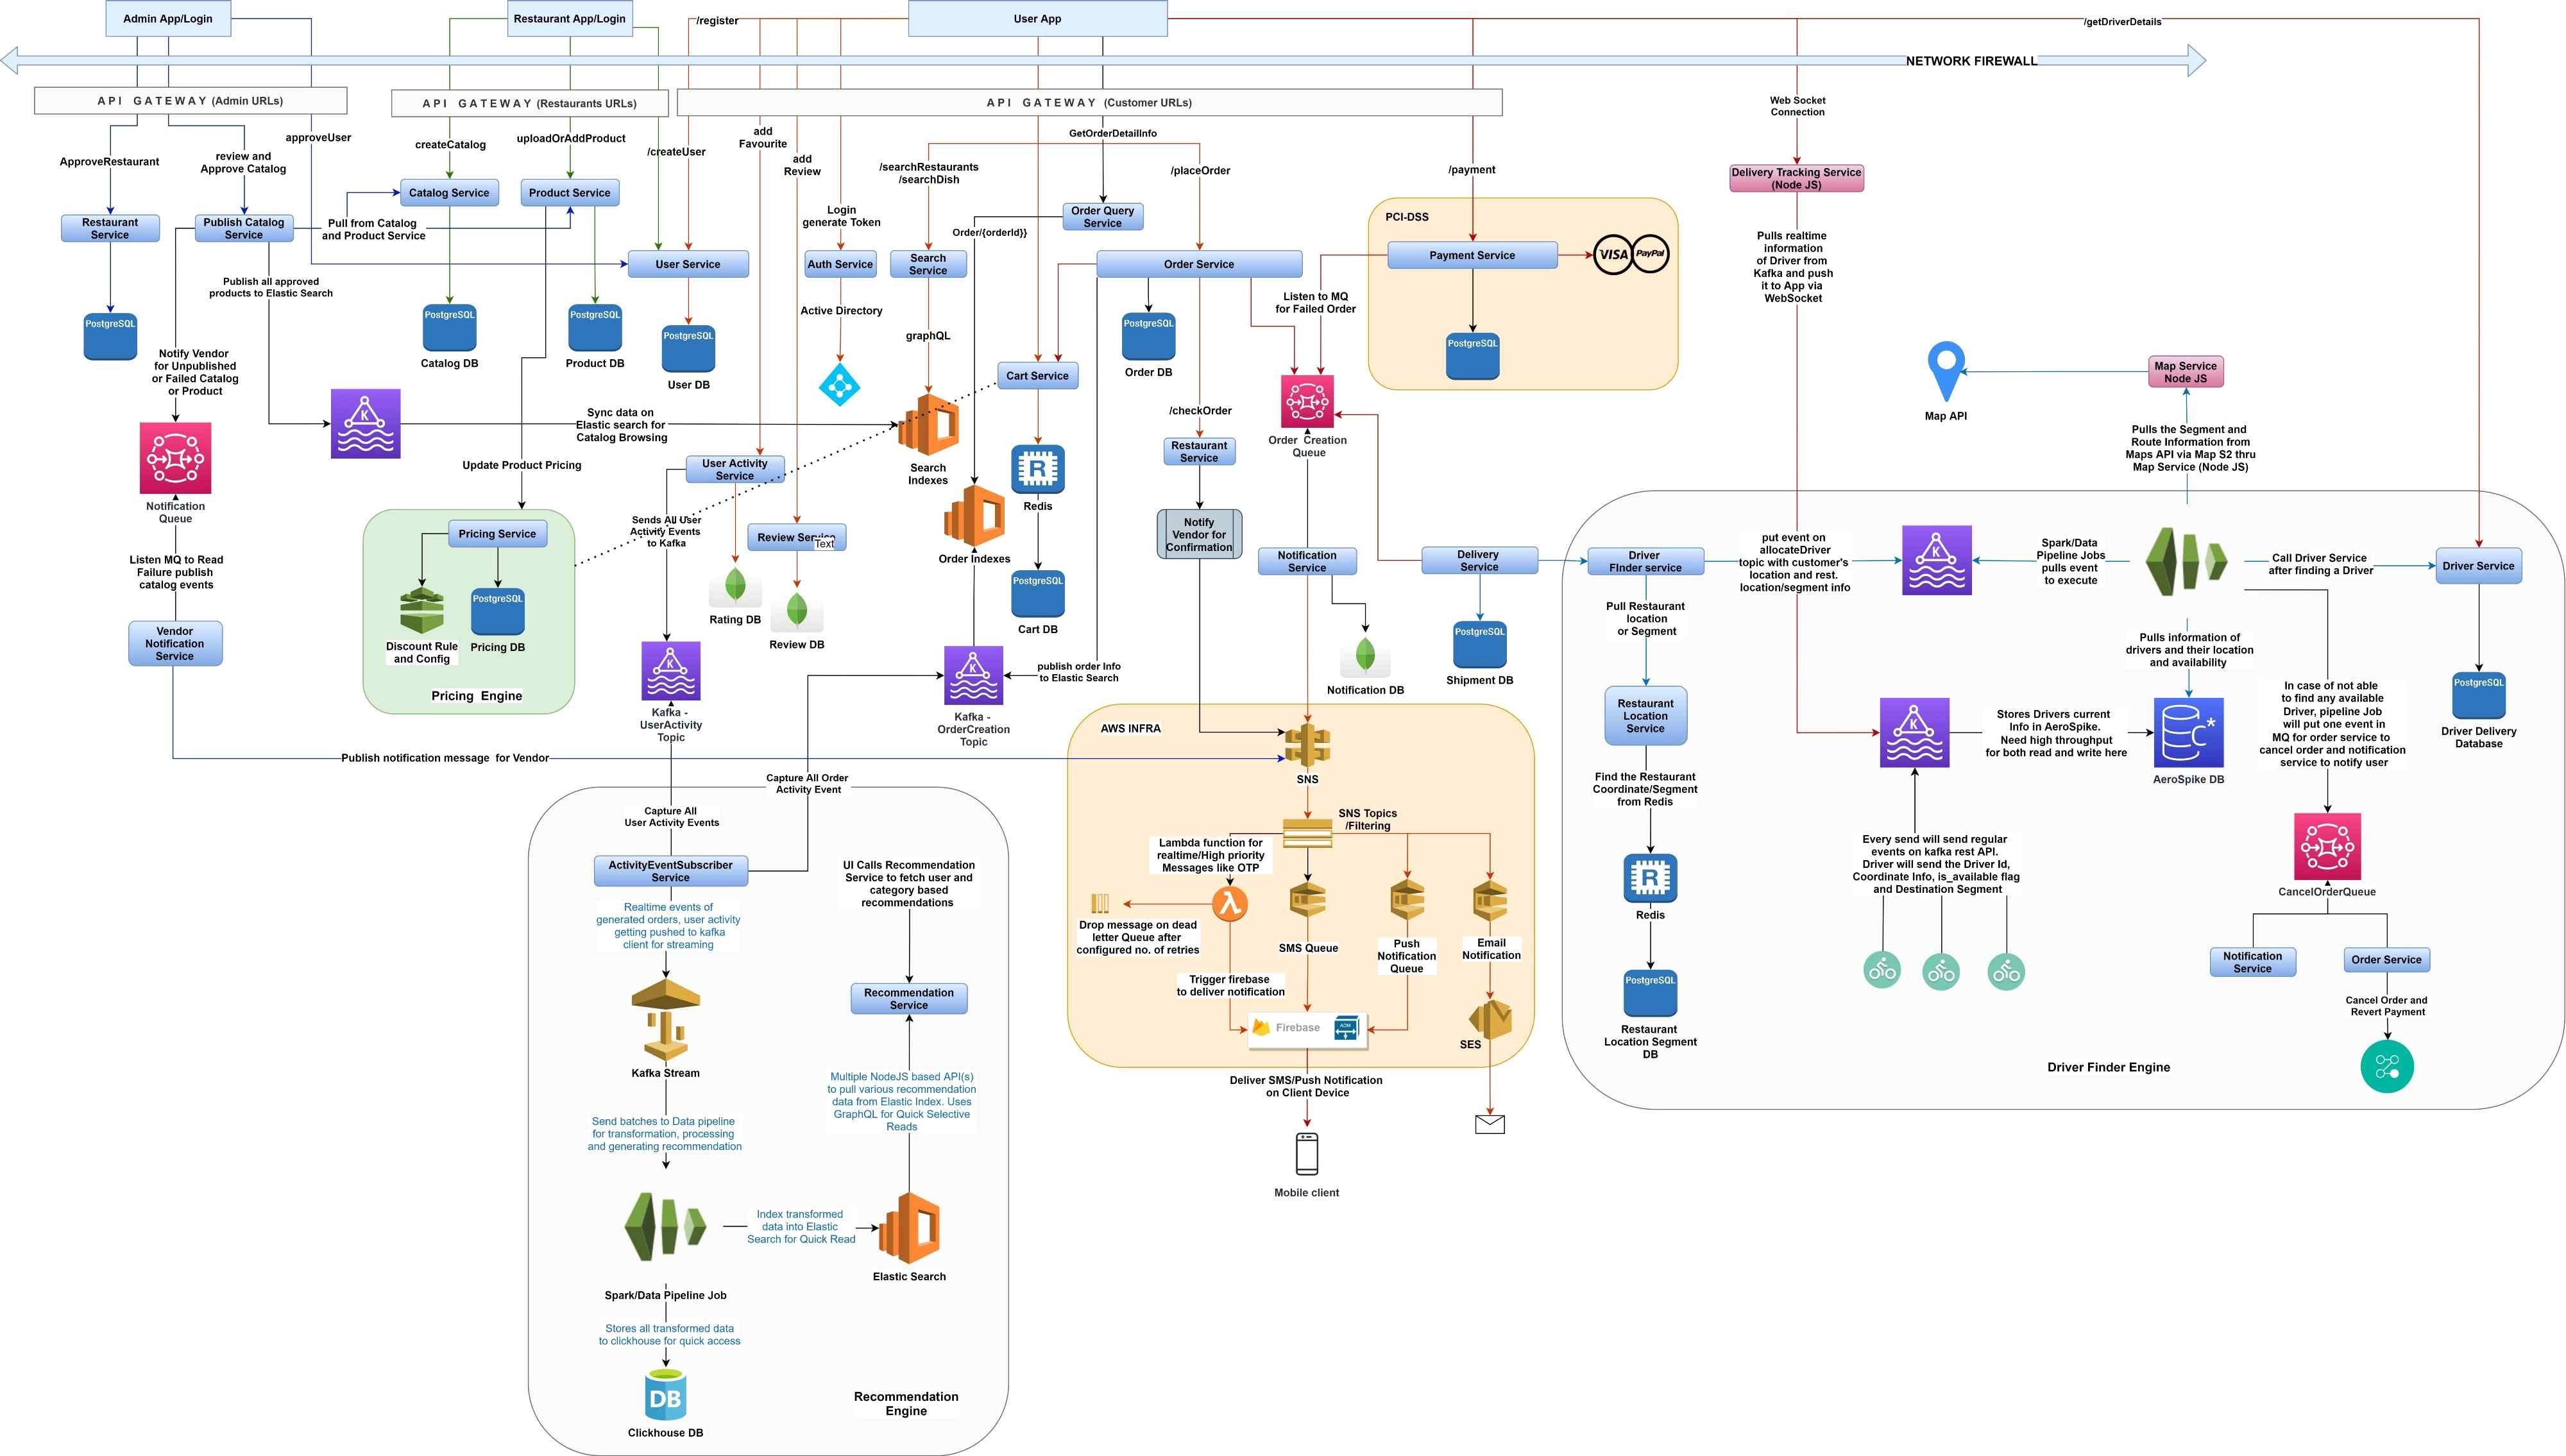 Admin App/Login
Restaurant App/Login
/register
User App
/getDriverDetails
NETWORK FIREWALL
A P I G A T E W A Y (Admin URLs)
A P I G A T E W A Y (Restaurants URLs)
A P I G A T E W A Y (Customer URLs)
Web Socket
Connection
approveUser
ApproveRestaurant
review and
Approve Catalog
createCatalog
uploadOrAddProduct
/createUser
add
Favourite
add
Review
GetOrderDetailInfo
/searchRestaurants
/searchDish
/placeOrder
/payment
Delivery Tracking Service
(Node JS)
Catalog Service
Product Service
Restaurant
Service
Publish Catalog
Service
Pull from Catalog
and Product Service
Login
generate Token
Order Query
Service
Order/{orderId}}
PCI-DSS
User Service
Auth Service
Search
Service
Order Service
Payment Service
VISA
PayPal
Pulls realtime
information
of Driver from
Kafka and push
it to App via
WebSocket
Publish all approved
products to Elastic Search
Listen to MQ
for Failed Order
Active Directory
graphQL
PostgreSQL
PostgreSQL
Catalog DB
PostgreSQL
Product DB
PostgreSQL
User DB
PostgreSQL
Order DB
PostgreSQL
Notify Vendor
for Unpublished
or Failed Catalog
or Product
Cart Service
Map Service
Node JS
Map API
K
Sync data on
Elastic search for
Catalog Browsing
/checkOrder
Order Creation
Queue
Restaurant
Service
Pulls the Segment and
Route Information from
Maps API via Map S2 thru
Map Service (Node JS)
Update Product Pricing
User Activity
Service
Search
Indexes
R
Redis
Notification
Queue
Sends All User
Activity Events
to Kafka
Pricing Service
Review Service
Text
Order Indexes
Notify
Vendor for
Confirmation
Notification
Service
Delivery
Service
Driver
FInder service
put event on
allocateDriver
topic with customer's
location and rest.
location/segment info
K
Spark/Data
Pipeline Jobs
pulls event
to execute
Call Driver Service
after finding a Driver
Driver Service
Listen MQ to Read
Failure publish
catalog events
Discount Rule
and Config
PostgreSQL
Pricing DB
Pricing Engine
Rating DB
Review DB
PostgreSQL
Cart DB
Vendor
Notification
Service
Pull Restaurant
location
or Segment
Pulls information of
drivers and their location
and availability
PostgreSQL
Shipment DB
Notification DB
K
Kafka -
UserActivity
Topic
K
Kafka -
OrderCreation
Topic
publish order Info
to Elastic Search
Restaurant
Location
Service
K
Stores Drivers current
Info in AeroSpike.
Need high throughput
for both read and write here
C*
AeroSpike DB
In case of not able
to find any available
Driver, pipeline Job
will put one event in
MQ for order service to
cancel order and notification
service to notify user
PostgreSQL
Driver Delivery
Database
AWS INFRA
Publish notification message for Vendor
SNS
Capture All Order
Activity Event
Find the Restaurant
Coordinate/Segment
from Redis
Capture All
User Activity Events
SNS Topics
/Filtering
Lambda function for
realtime/High priority
Messages like OTP
Every send will send regular
events on kafka rest API.
Driver will send the Driver Id,
Coordinate Info, is_available flag
and Destination Segment
ActivityEventSubscriber
Service
UI Calls Recommendation
Service to fetch user and
category based
recommendations
R
Redis
CancelOrderQueue
Realtime events of
generated orders, user activity
getting pushed to kafka
client for streaming
λ
Drop message on dead
letter Queue after
configured no. of retries
SMS Queue
Push
Notification
Queue
Email
Notification
Notification
Service
Order Service
Trigger firebase
to deliver notification
Recommendation
Service
PostgreSQL
Restaurant
Location Segment
DB
Cancel Order and
Revert Payment
Firebase
ADM
SES
Kafka Stream
Driver Finder Engine
Multiple NodeJS based API(s)
to pull various recommendation
data from Elastic Index. Uses
GraphQL for Quick Selective
Reads
Deliver SMS/Push Notification
on Client Device
Send batches to Data pipeline
for transformation, processing
and generating recommendation
Mobile client
Index transformed
data into Elastic
Search for Quick Read
Elastic Search
Spark/Data Pipeline Job
Stores all transformed data
to clickhouse for quick access
DB
Clickhouse DB
Recommendation
Engine